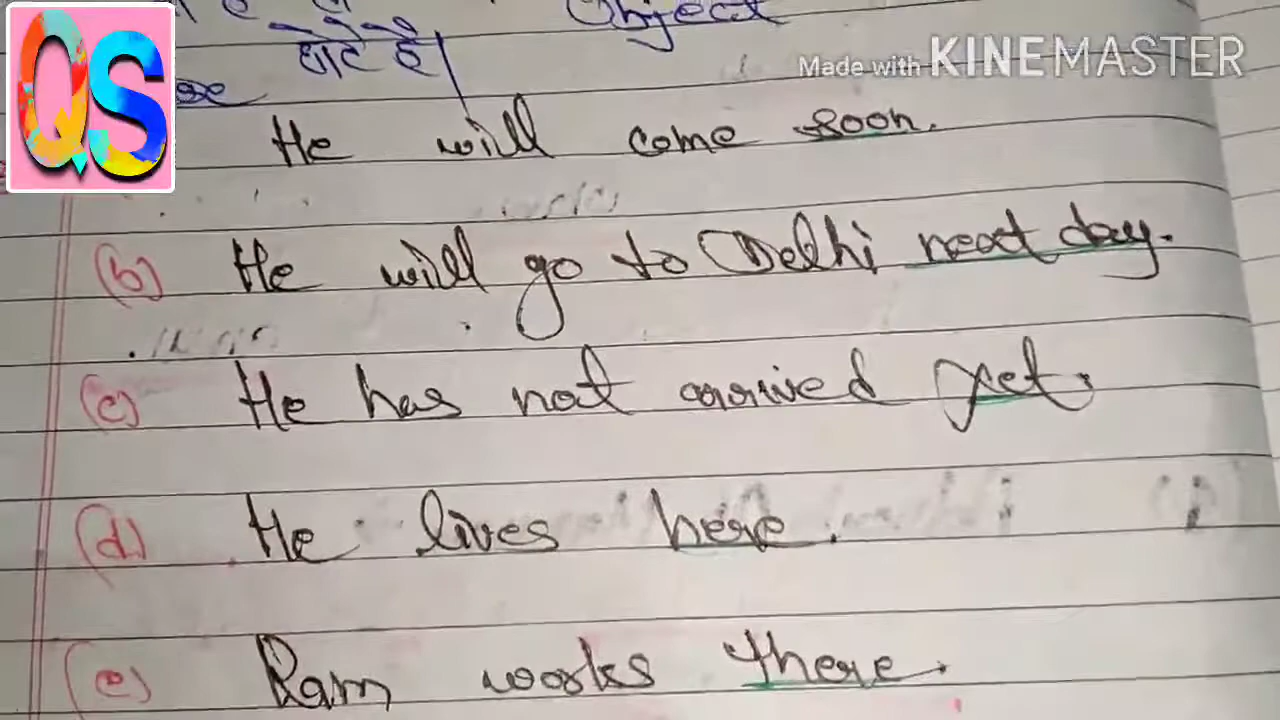 Object
होते है।
QS
Made with KINEMASTER
He will come soon.
(b) He will go to Delhi next day.
(c) He has not arrived yet.
(d) He lives here.
(e) Ram works there.